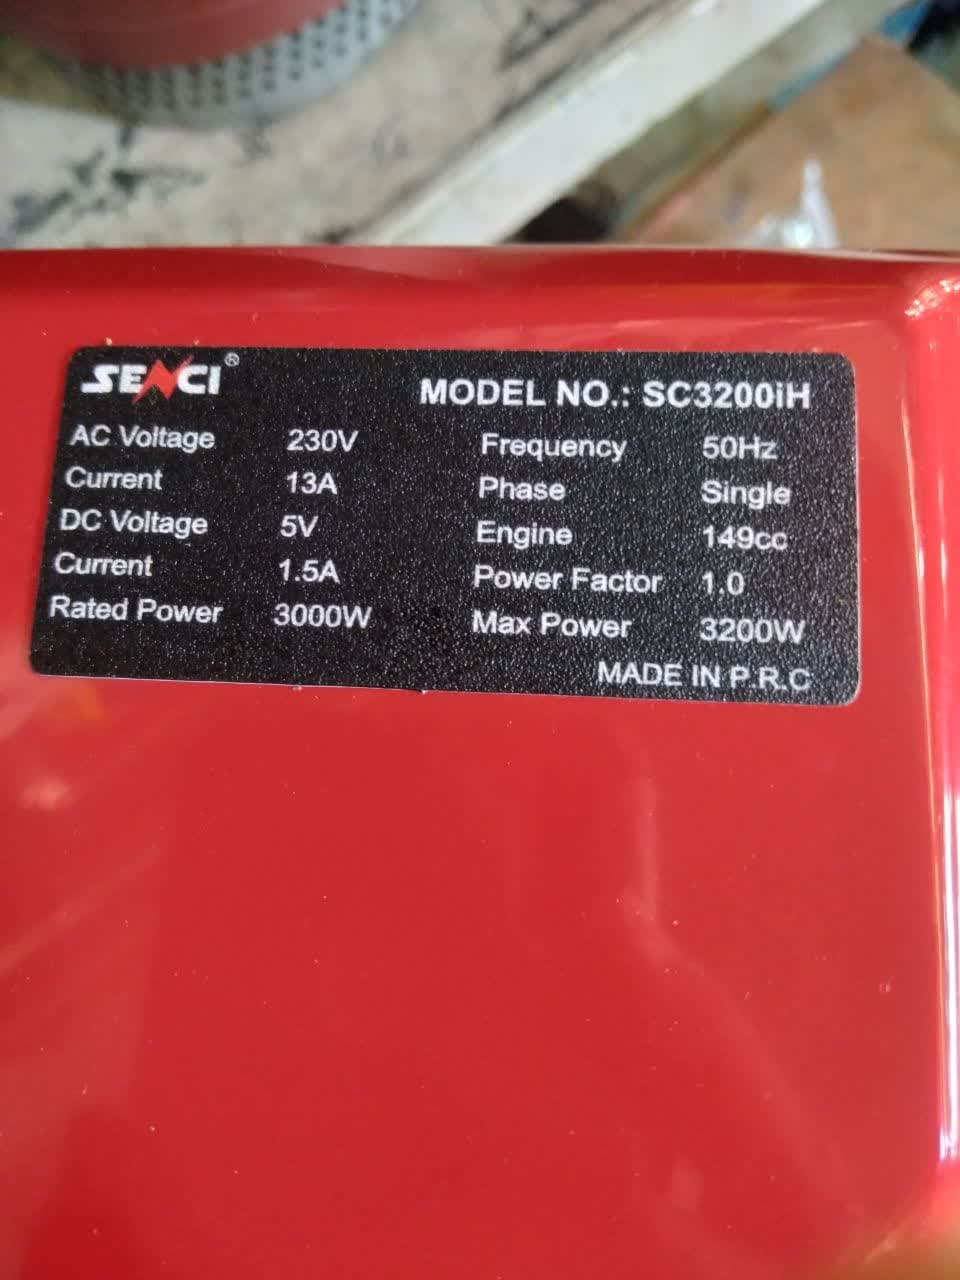 SENCI®
MODEL NO.: SC3200iH
AC Voltage 230V Frequency 50Hz
Current 13A Phase Single
DC Voltage 5V Engine 149cc
Current 1.5A Power Factor 1.0
Rated Power 3000W Max Power 3200W
MADE IN P.R.C